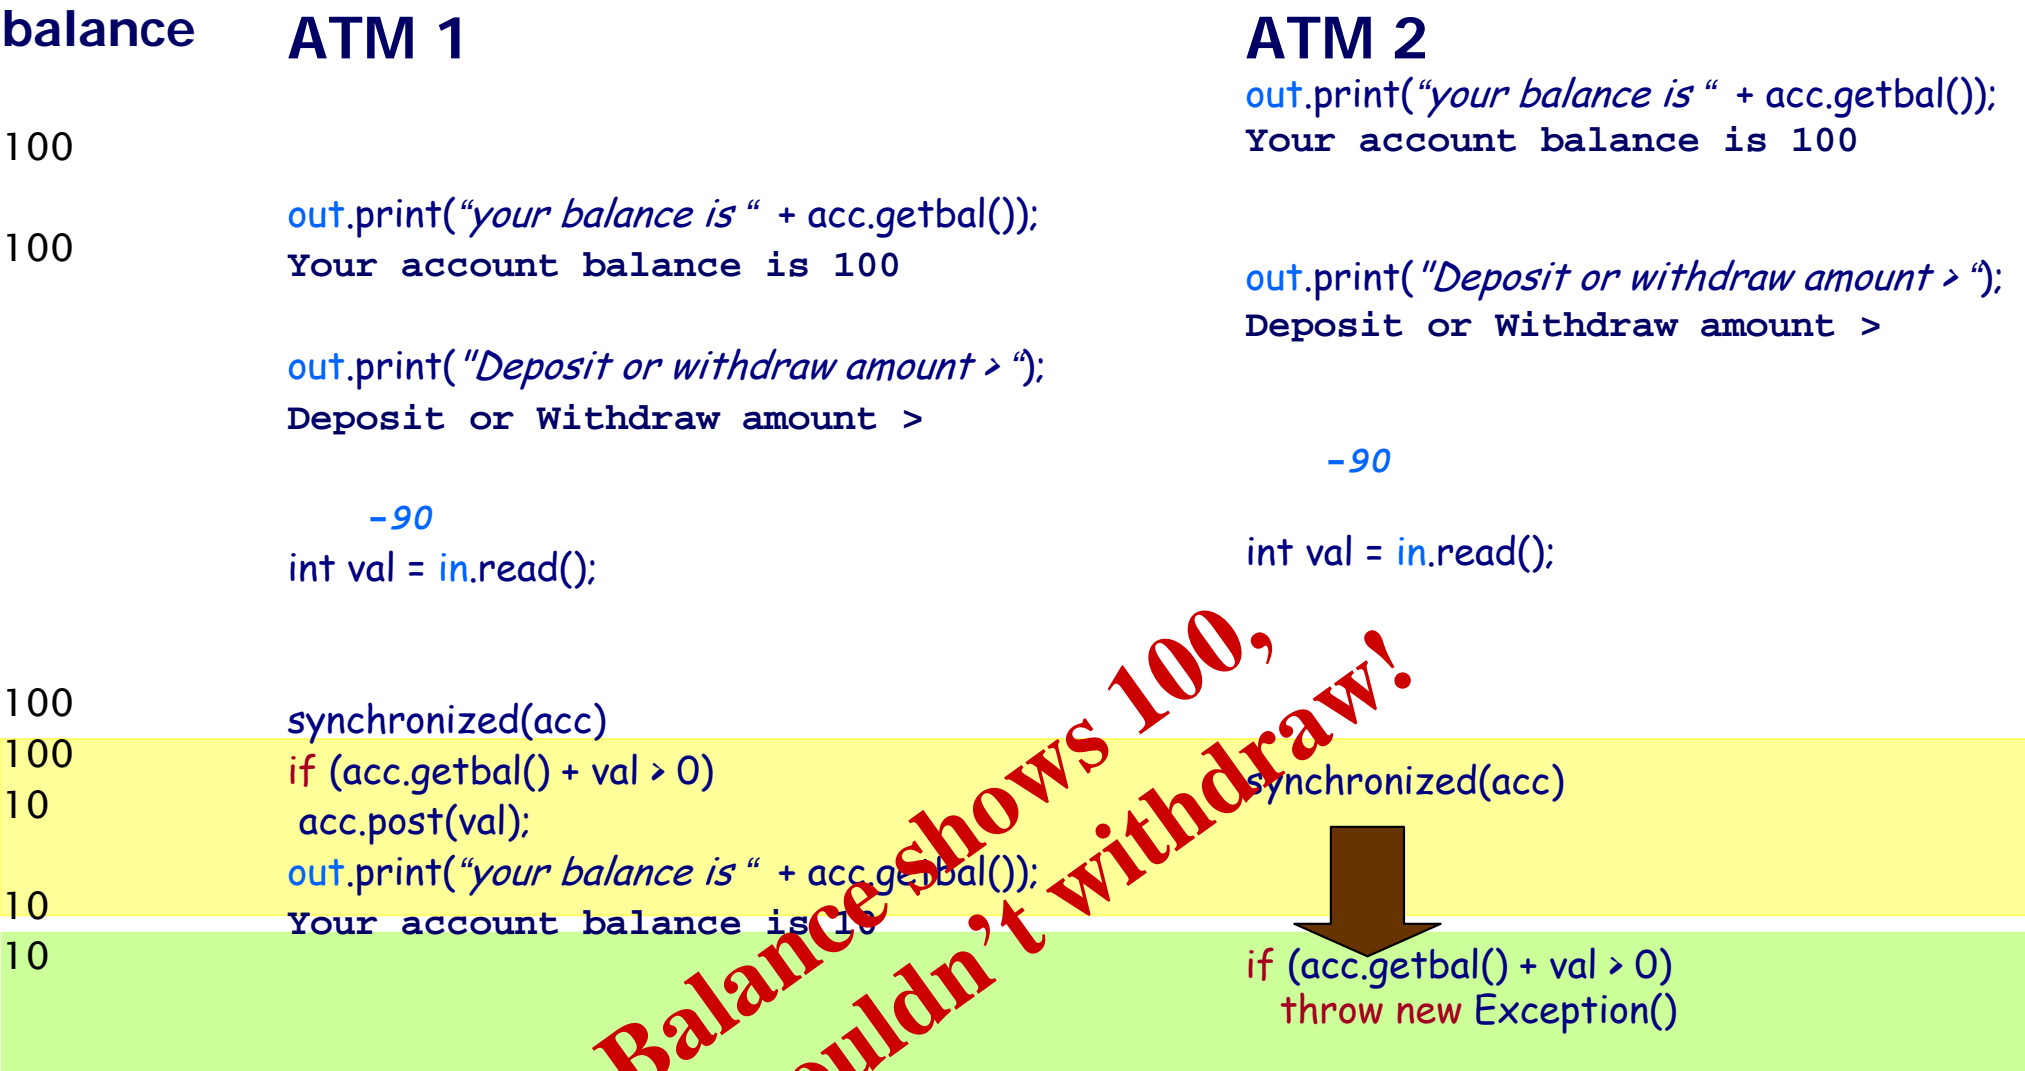 balance ATM 1 ATM 2
out.print(“your balance is “ + acc.getbal());
100 Your account balance is 100
out.print(“your balance is “ + acc.getbal());
100 Your account balance is 100
out.print("Deposit or withdraw amount > “);
Deposit or Withdraw amount >
out.print("Deposit or withdraw amount > “);
Deposit or Withdraw amount >
-90
-90
int val = in.read();
int val = in.read();
100 synchronized(acc)
100 if (acc.getbal() + val > 0) synchronized(acc)
10 acc.post(val);
out.print(“your balance is “ + acc.getbal());
10 Your account balance is 10
10 if (acc.getbal() + val > 0)
throw new Exception()
Balance shows 100,
withdraw!